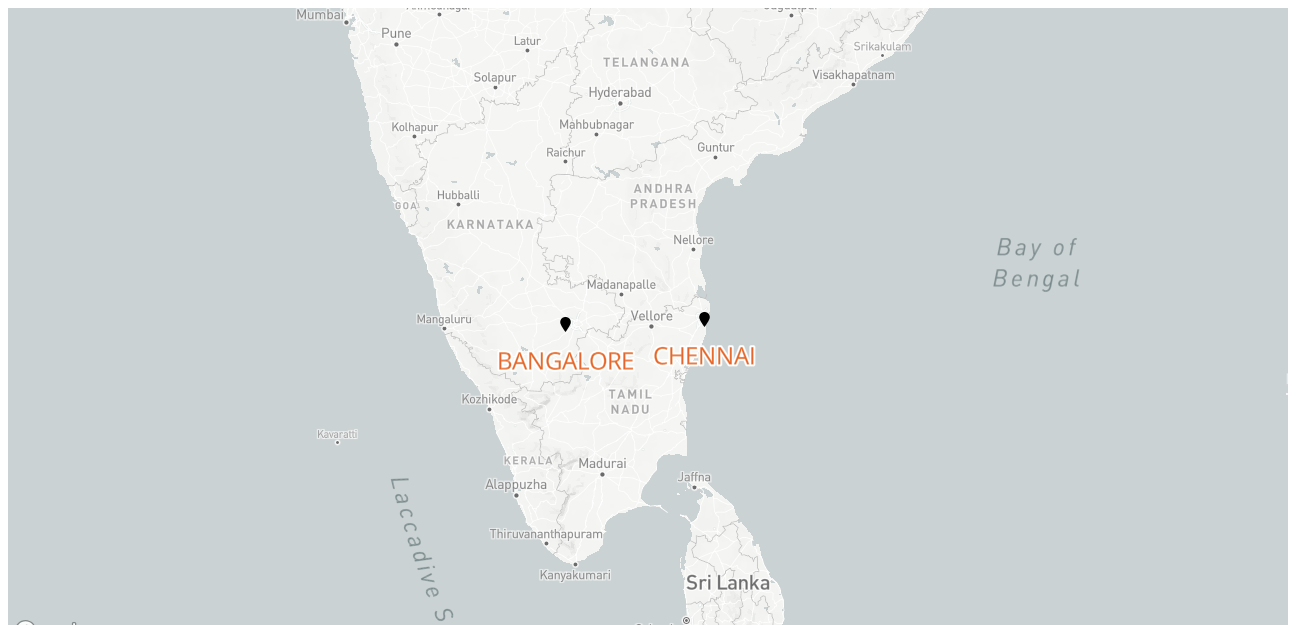 Mumbai
Pune
Latur
TELANGANA
Srikakulam
Solapur
Visakhapatnam
Hyderabad
Kolhapur
Mahbubnagar
Raichur
Guntur
ANDHRA
PRADESH
Hubballi
GOA
KARNATAKA
Nellore
Bay of
Bengal
Madanapalle
Mangaluru
Vellore
BANGALORE
CHENNAI
TAMIL
NADU
Kozhikode
Kavaratti
KERALA
Madurai
Jaffna
Alappuzha
Laccadive S
Thiruvananthapuram
Kanyakumari
Sri Lanka